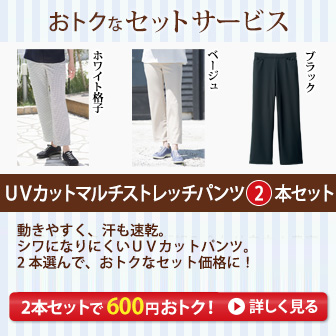 おトクなセットサービス
ホワイト格子
ベージュ
ブラック
UVカットマルチストレッチパンツ2本セット
動きやすく、汗も速乾。
シワになりにくいUVカットパンツ。
2本選んで、おトクなセット価格に！
2本セットで600円おトク！ 詳しく見る